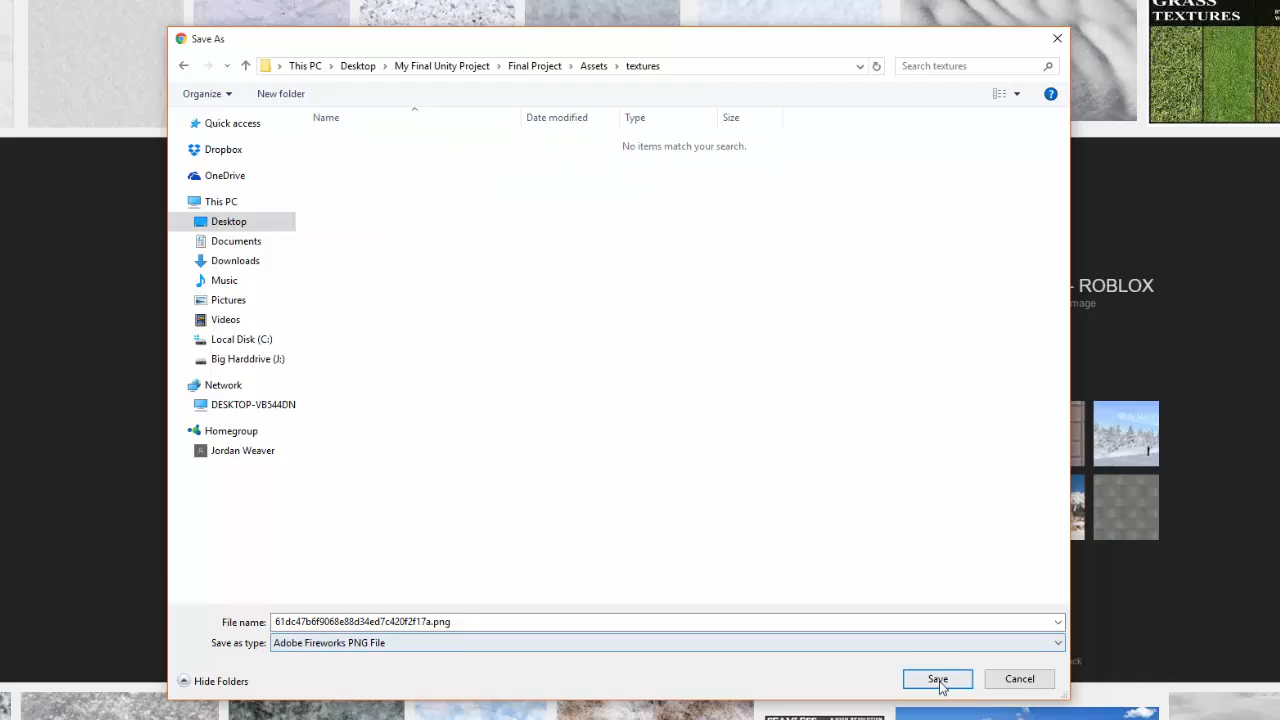 GRASS
TEXTURES
Save As
This PC > Desktop > My Final Unity Project > Final Project > Assets > textures
Search textures
Organize
New folder
Name
Date modified
Type
Size
No items match your search.
Quick access
Dropbox
OneDrive
This PC
Desktop
Documents
Downloads
Music
Pictures
Videos
Local Disk (C:)
Big Harddrive (J:)
Network
DESKTOP-VB544DN
Homegroup
Jordan Weaver
- ROBLOX
mage
File name: 61dc47b6f9068e88d34ed7c420f2f17a.png
Save as type: Adobe Fireworks PNG File
Hide Folders
Save
Cancel